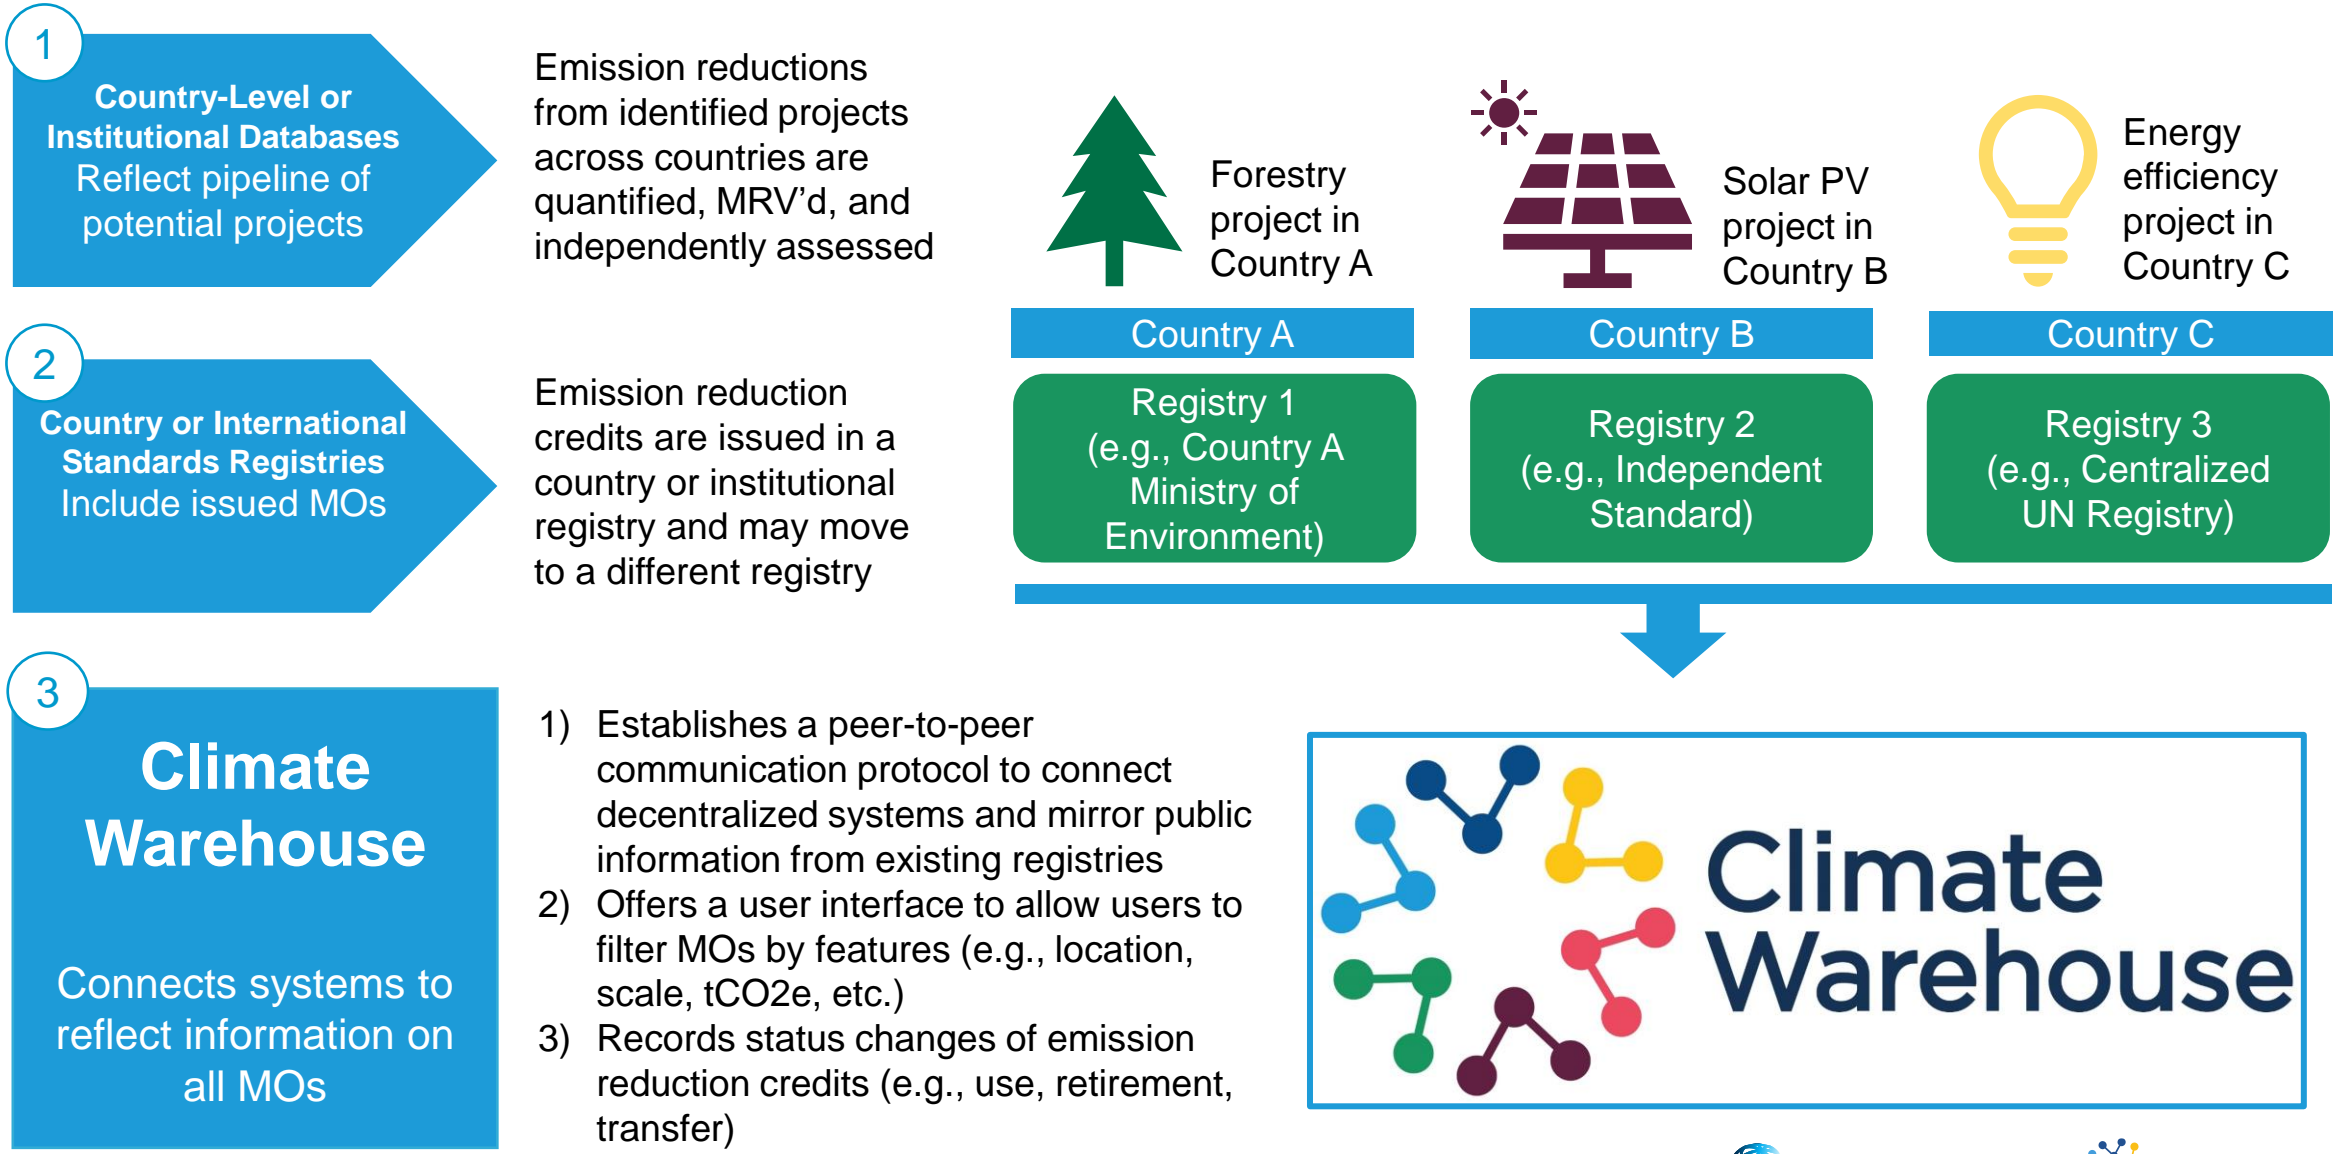 1
Country-Level or
Institutional Databases
Reflect pipeline of
potential projects
Emission reductions
from identified projects
across countries are
quantified, MRV’d, and
independently assessed
Forestry
project in
Country A
Solar PV
project in
Country B
Energy
efficiency
project in
Country C
Country A
Country B
Country C
2
Country or International
Standards Registries
Include issued MOs
Emission reduction
credits are issued in a
country or institutional
registry and may move
to a different registry
Registry 1
(e.g., Country A
Ministry of
Environment)
Registry 2
(e.g., Independent
Standard)
Registry 3
(e.g., Centralized
UN Registry)
3
Climate
Warehouse
Connects systems to
reflect information on
all MOs
1) Establishes a peer-to-peer
communication protocol to connect
decentralized systems and mirror public
information from existing registries
2) Offers a user interface to allow users to
filter MOs by features (e.g., location,
scale, tCO2e, etc.)
3) Records status changes of emission
reduction credits (e.g., use, retirement,
transfer)
Climate
Warehouse